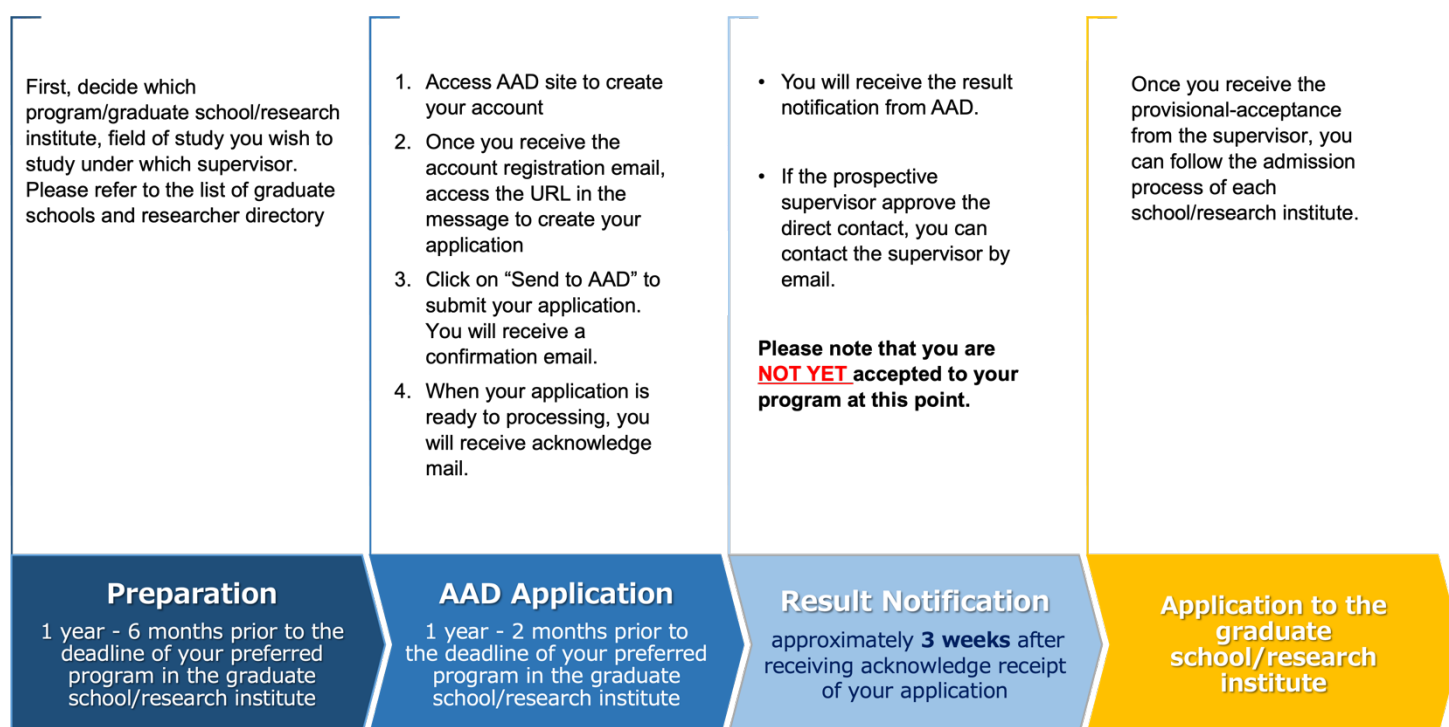 First, decide which
program/graduate school/research
institute, field of study you wish to
study under which supervisor.
Please refer to the list of graduate
schools and researcher directory
1. Access AAD site to create
your account
2. Once you receive the
account registration email,
access the URL in the
message to create your
application
3. Click on “Send to AAD” to
submit your application.
You will receive a
confirmation email.
4. When your application is
ready to processing, you
will receive acknowledge
mail.
• You will receive the result
notification from AAD.
• If the prospective
supervisor approve the
direct contact, you can
contact the supervisor by
email.
Please note that you are
NOT YET accepted to your
program at this point.
Once you receive the
provisional-acceptance
from the supervisor, you
can follow the admission
process of each
school/research institute.
Preparation
1 year - 6 months prior to the
deadline of your preferred
program in the graduate
school/research institute
AAD Application
1 year - 2 months prior to
the deadline of your preferred
program in the graduate
school/research institute
Result Notification
approximately 3 weeks after
receiving acknowledge receipt
of your application
Application to the
graduate
school/research
institute